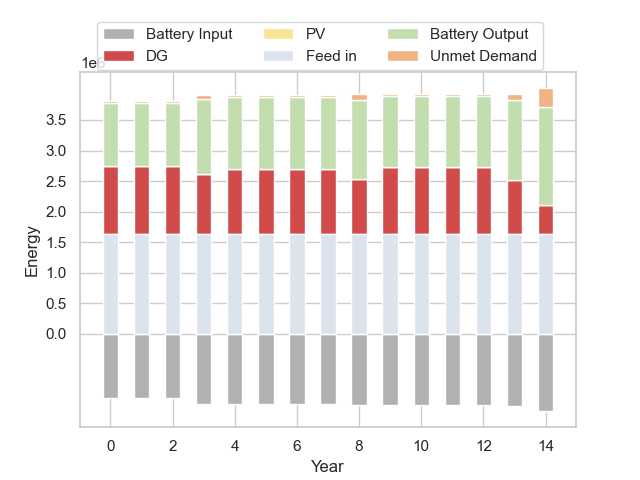 Battery Input PV Battery Output
DG Feed in Unmet Demand
1e6
3.5
3.0
2.5
2.0
1.5
1.0
0.5
0.0
Energy
0 2 4 6 8 10 12 14
Year